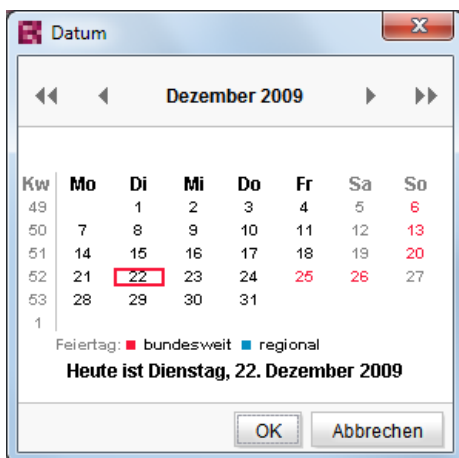 Datum
Dezember 2009
Kw Mo Di Mi Do Fr Sa So
49 1 2 3 4 5 6
50 7 8 9 10 11 12 13
51 14 15 16 17 18 19 20
52 21 22 23 24 25 26 27
53 28 29 30 31
1
Feiertag: bundesweit regional
Heute ist Dienstag, 22. Dezember 2009
OK Abbrechen